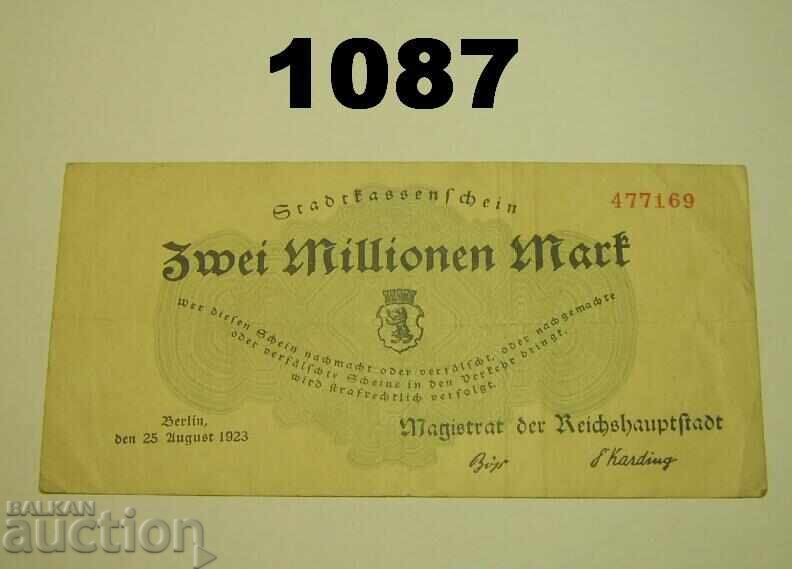 1087
Stadtkassenschein
477169
Zwei Millionen Mark
wer diesen Schein nachmacht oder verfälscht, oder nachgemachte
oder verfälschte Scheine in den Verkehr bringt,
wird strafrechtlich verfolgt.
Berlin,
den 25 August 1923
Magistrat der Reichshauptstadt
Böß Karding
BALKAN
auction